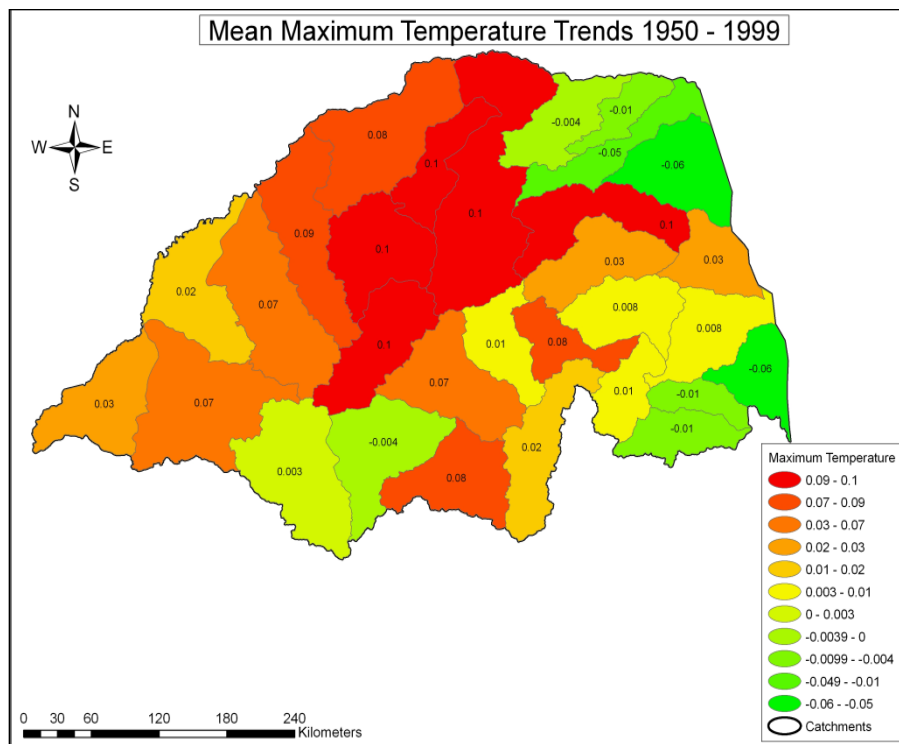 Mean Maximum Temperature Trends 1950 - 1999
N
W E
S
-0.01
-0.004
0.08
-0.05
0.1
-0.06
0.1
0.1
0.09
0.1
0.03
0.03
0.02
0.07
0.008
0.008
0.1
0.01
0.08
-0.06
0.07
0.01
-0.01
0.03
0.07
-0.01
-0.004
0.02
0.003
0.08
Maximum Temperature
0.09 - 0.1
0.07 - 0.09
0.03 - 0.07
0.02 - 0.03
0.01 - 0.02
0.003 - 0.01
0 - 0.003
-0.0039 - 0
-0.0099 - -0.004
-0.049 - -0.01
-0.06 - -0.05
Catchments
0 15 30 60 120 180 240
Kilometers